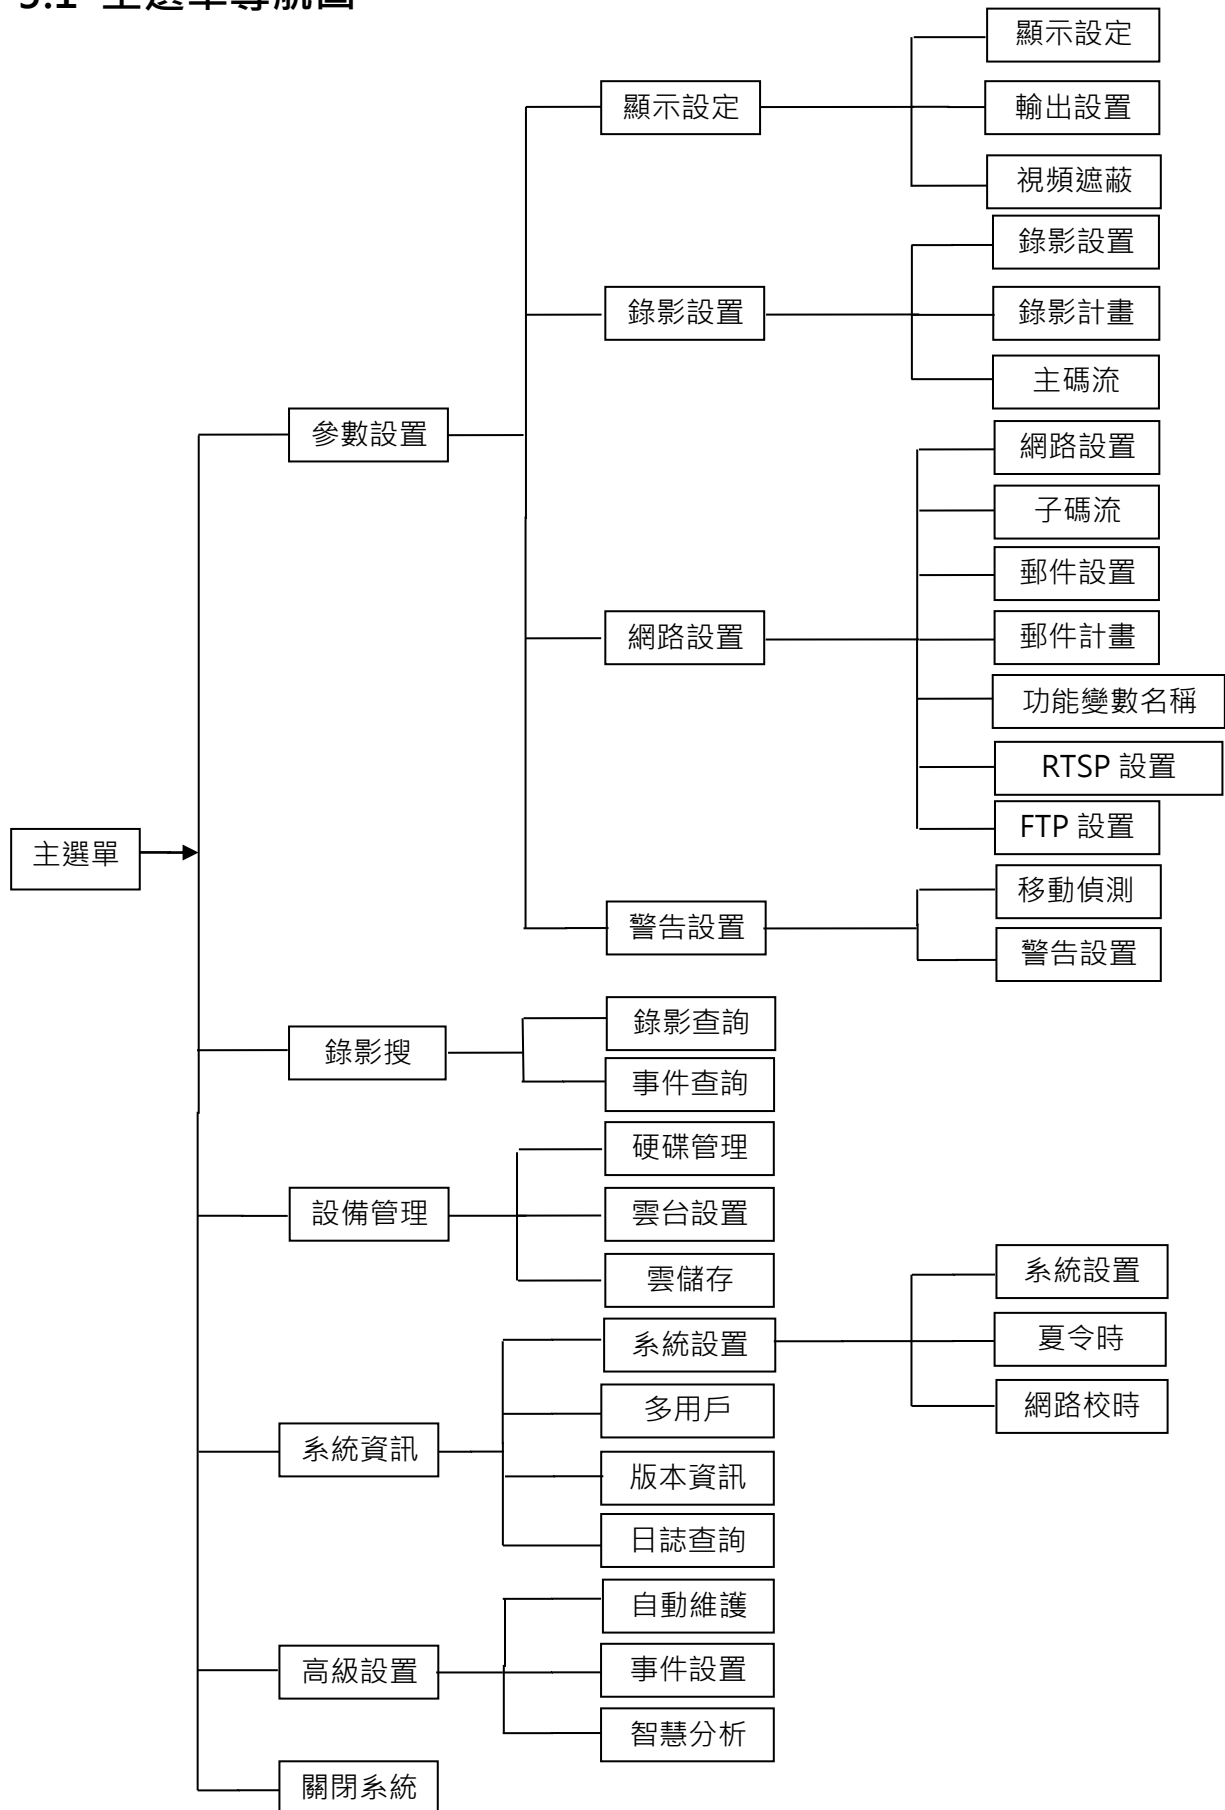 5.1 主選單導航圖
顯示設定
顯示設定
輸出設置
視頻遮蔽
錄影設置
錄影設置
錄影計畫
主碼流
參數設置
網路設置
子碼流
郵件設置
網路設置
郵件計畫
功能變數名稱
RTSP 設置
FTP 設置
主選單
移動偵測
警告設置
警告設置
錄影搜
錄影查詢
事件查詢
硬碟管理
設備管理
雲台設置
雲儲存
系統設置
系統設置
夏令時
網路校時
多用戶
系統資訊
版本資訊
日誌查詢
自動維護
高級設置
事件設置
智慧分析
關閉系統